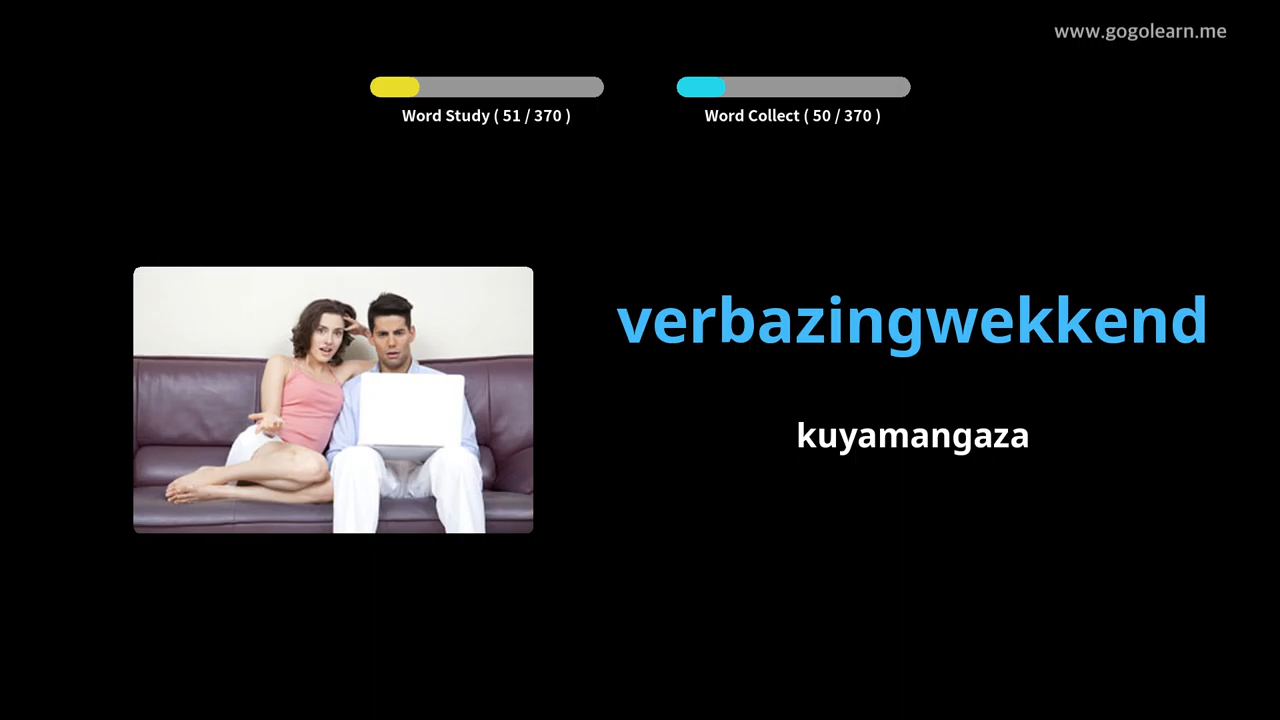 www.gogolearn.me
Word Study ( 51 / 370 )
Word Collect ( 50 / 370 )
verbazingwekkend
kuyamangaza